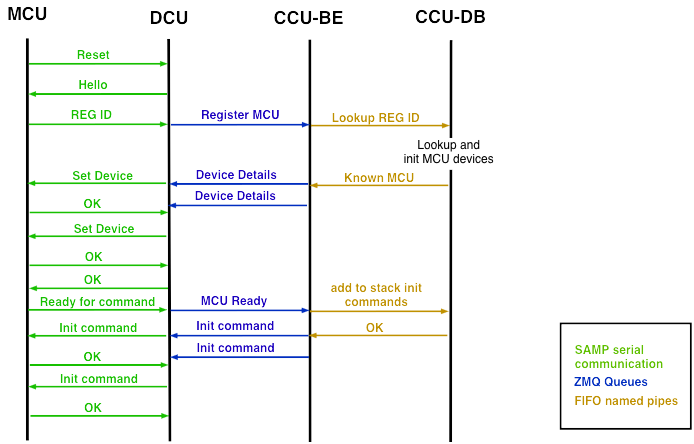 MCU
DCU
CCU-BE
CCU-DB
Reset
Hello
REG ID
Register MCU
Lookup REG ID
Lookup and
init MCU devices
Set Device
Device Details
Known MCU
OK
Device Details
Set Device
OK
OK
Ready for command
MCU Ready
add to stack init
commands
Init command
Init command
OK
OK
Init command
Init command
OK
SAMP serial
communication
ZMQ Queues
FIFO named pipes